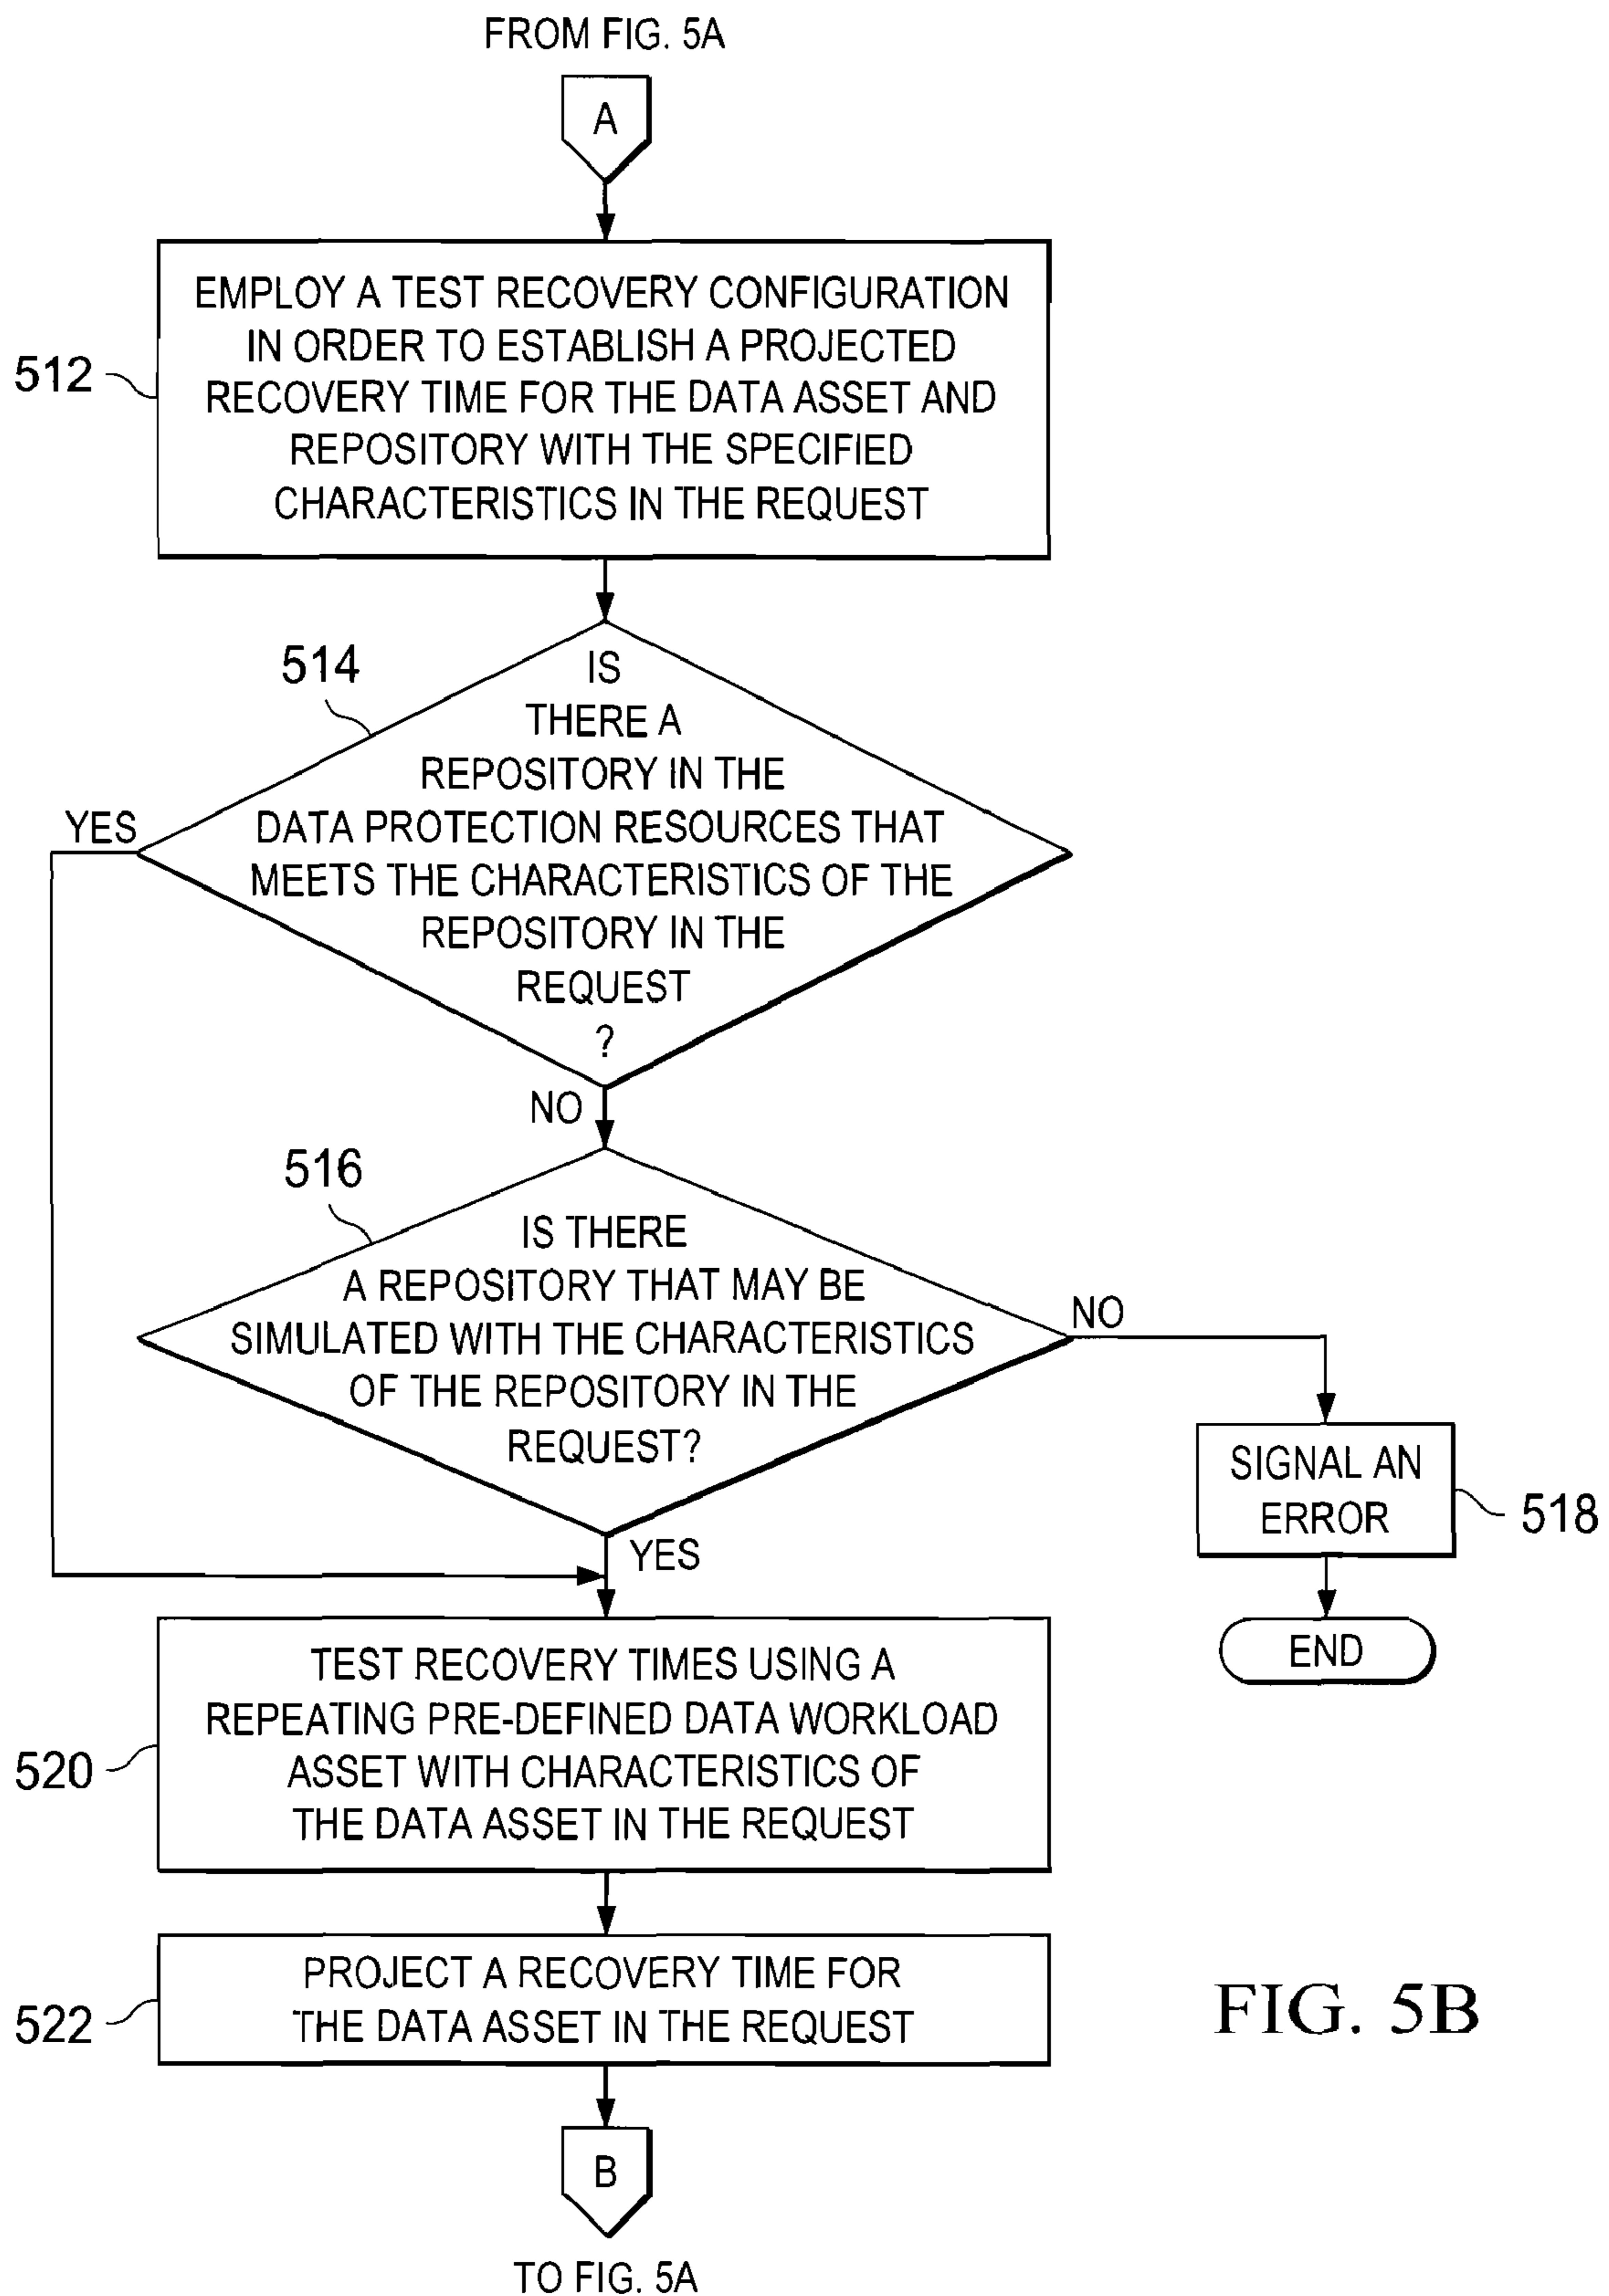 FROM FIG. 5A
A
512
EMPLOY A TEST RECOVERY CONFIGURATION
IN ORDER TO ESTABLISH A PROJECTED
RECOVERY TIME FOR THE DATA ASSET AND
REPOSITORY WITH THE SPECIFIED
CHARACTERISTICS IN THE REQUEST
514
IS
THERE A
REPOSITORY IN THE
DATA PROTECTION RESOURCES THAT
MEETS THE CHARACTERISTICS OF THE
REPOSITORY IN THE
REQUEST
?
YES
NO
516
IS THERE
A REPOSITORY THAT MAY BE
SIMULATED WITH THE CHARACTERISTICS
OF THE REPOSITORY IN THE
REQUEST?
NO
YES
SIGNAL AN
ERROR
518
END
520
TEST RECOVERY TIMES USING A
REPEATING PRE-DEFINED DATA WORKLOAD
ASSET WITH CHARACTERISTICS OF
THE DATA ASSET IN THE REQUEST
522
PROJECT A RECOVERY TIME FOR
THE DATA ASSET IN THE REQUEST
FIG. 5B
B
TO FIG. 5A